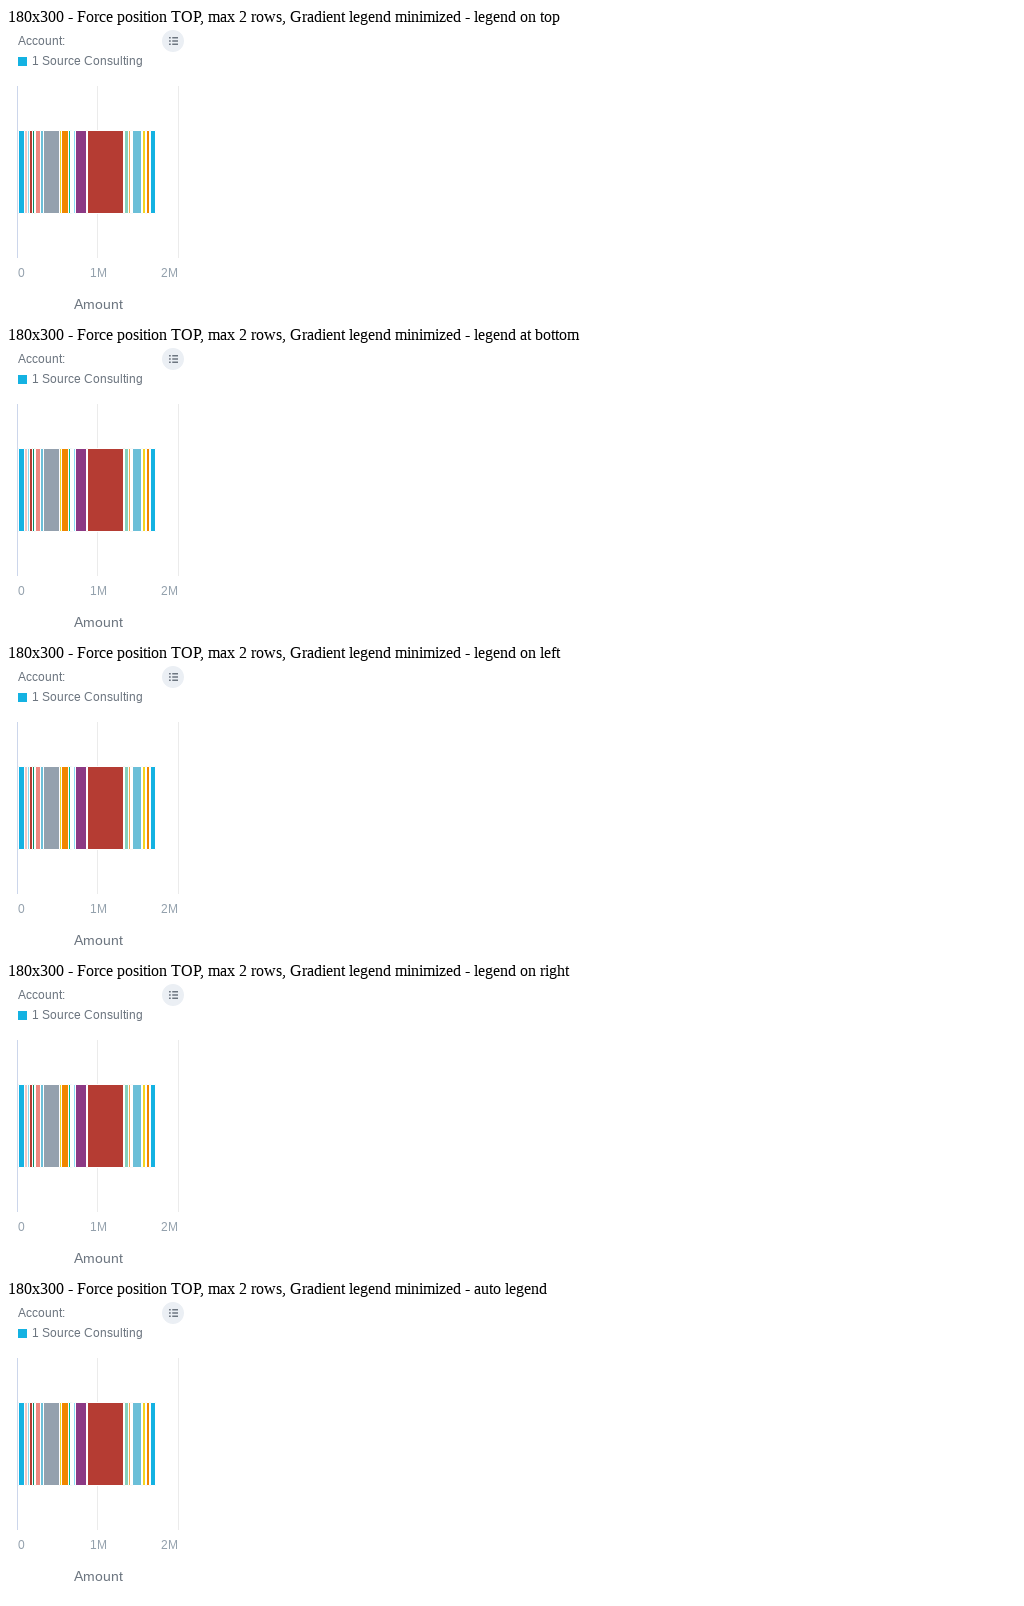 180x300 - Force position TOP, max 2 rows, Gradient legend minimized - legend on top
Account:
1 Source Consulting
0 1M 2M
Amount
180x300 - Force position TOP, max 2 rows, Gradient legend minimized - legend at bottom
Account:
1 Source Consulting
0 1M 2M
Amount
180x300 - Force position TOP, max 2 rows, Gradient legend minimized - legend on left
Account:
1 Source Consulting
0 1M 2M
Amount
180x300 - Force position TOP, max 2 rows, Gradient legend minimized - legend on right
Account:
1 Source Consulting
0 1M 2M
Amount
180x300 - Force position TOP, max 2 rows, Gradient legend minimized - auto legend
Account:
1 Source Consulting
0 1M 2M
Amount